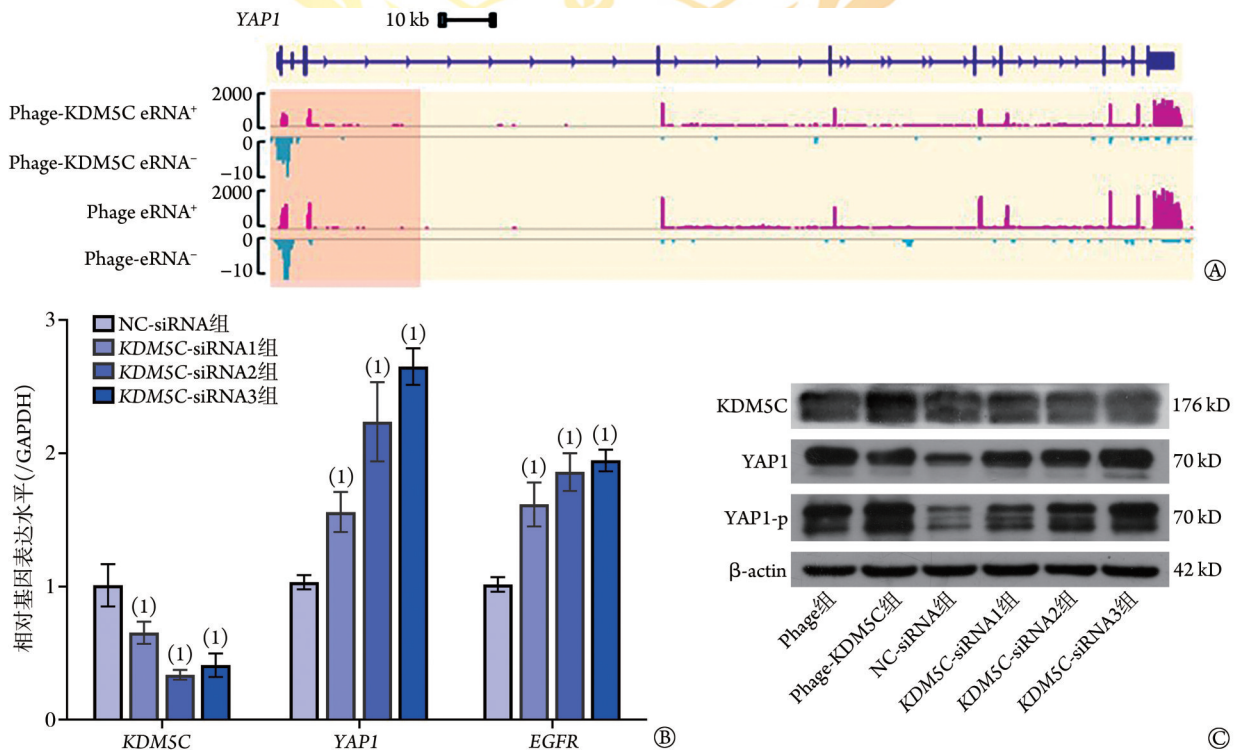 YAP1 10 kb
Phage-KDM5C eRNA⁺ 2000 0
Phage-KDM5C eRNA⁻ 0 −10
Phage eRNA⁺ 2000 0
Phage-eRNA⁻ 0 −10
Ⓐ
相对基因表达水平(/GAPDH)
3
2
1
0
NC-siRNA组
KDM5C-siRNA1组
KDM5C-siRNA2组
KDM5C-siRNA3组
(1) (1) (1)
(1) (1) (1)
(1) (1) (1)
KDM5C YAP1 EGFR
Ⓑ
KDM5C 176 kD
YAP1 70 kD
YAP1-p 70 kD
β-actin 42 kD
Phage组
Phage-KDM5C组
NC-siRNA组
KDM5C-siRNA1组
KDM5C-siRNA2组
KDM5C-siRNA3组
Ⓒ